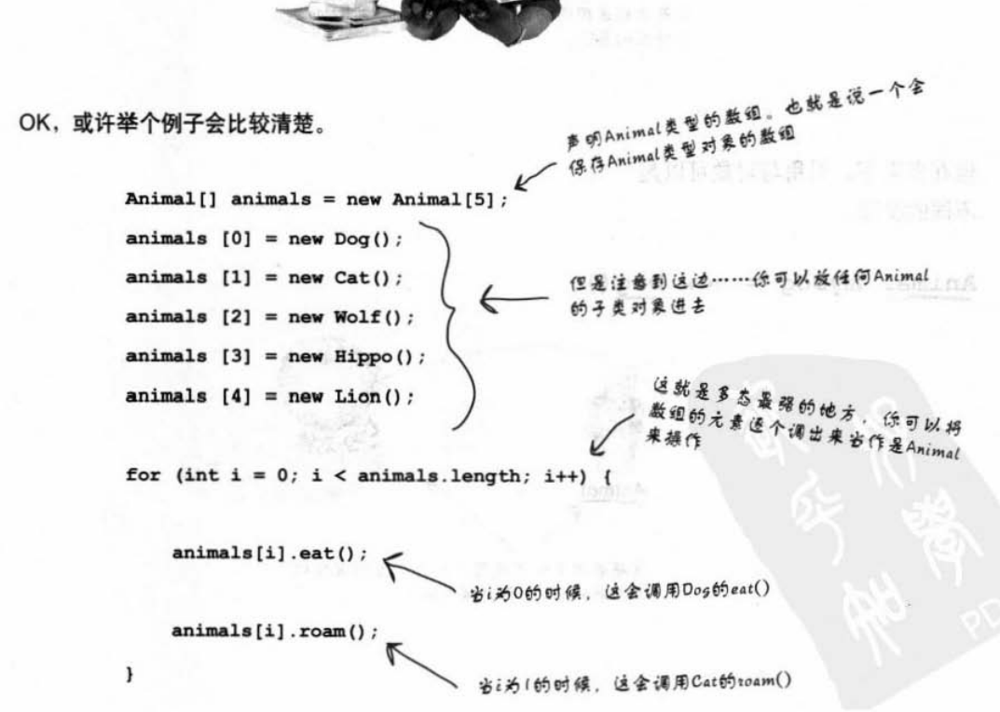 OK，或许举个例子会比较清楚。
声明Animal类型的数组。也就是说一个会
保存Animal类型对象的数组
Animal[] animals = new Animal[5];
animals [0] = new Dog();
animals [1] = new Cat();
animals [2] = new Wolf();
animals [3] = new Hippo();
animals [4] = new Lion();
但是注意到这边……你可以放任何Animal
的子类对象进去
这就是多态最强的地方，你可以将
数组的元素逐个调出来当作是Animal
来操作
for (int i = 0; i < animals.length; i++) {
animals[i].eat();
当i为0的时候，这会调用Dog的eat()
animals[i].roam();
当i为1的时候，这会调用Cat的roam()
}
PD